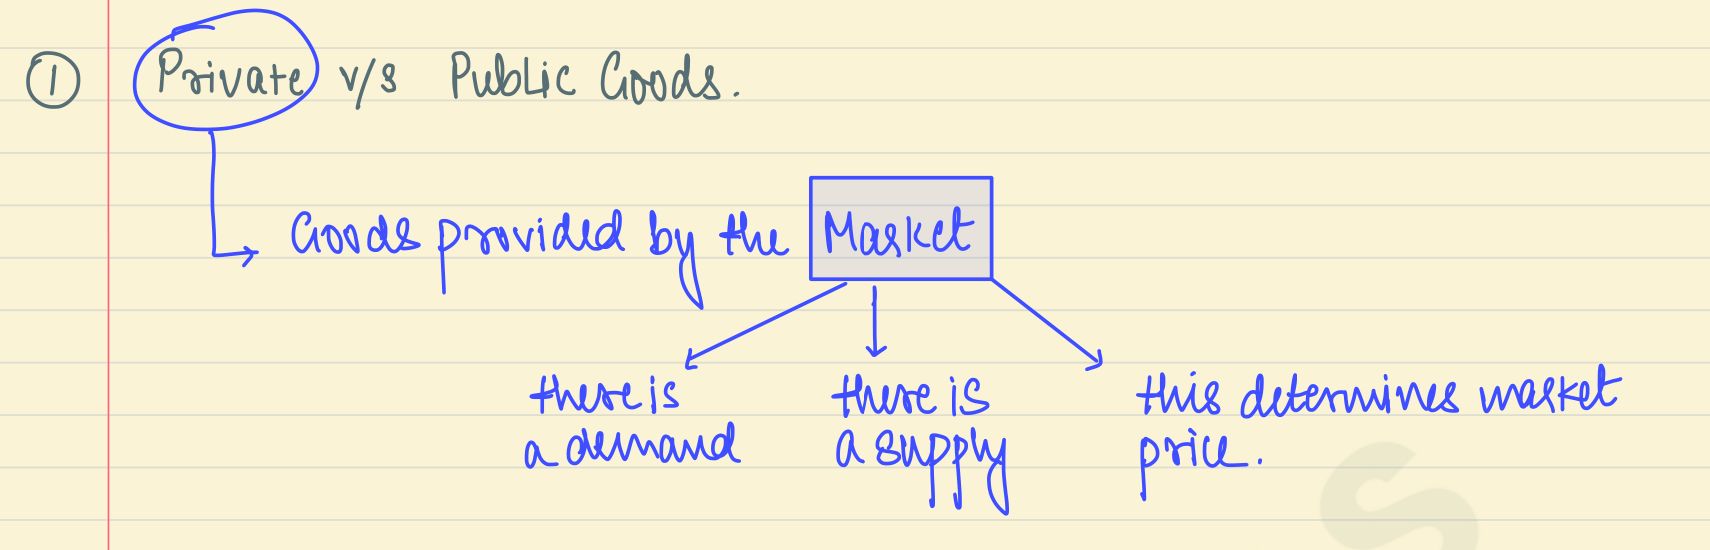 ① Private v/s Public Goods.
Goods provided by the Market
there is
a demand
there is
a supply
this determines market
price.
S